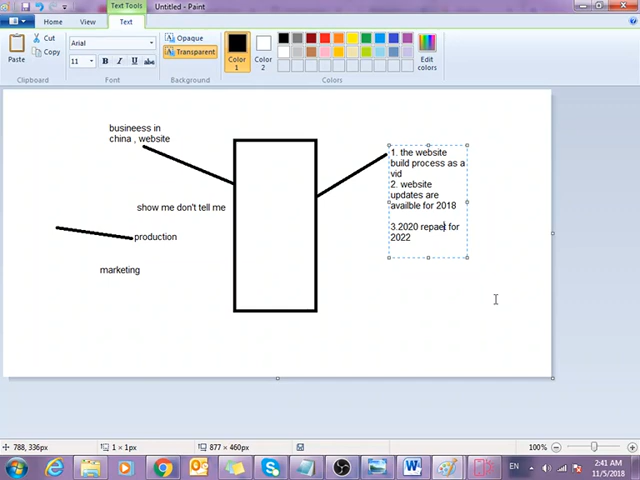 Text Tools
Untitled - Paint
Home
View
Text
Paste
Cut
Copy
Clipboard
Arial
11
B
I
U
abc
Font
Opaque
Transparent
Background
Color
1
Color
2
Edit
colors
Colors
busineess in
china , website
show me don't tell me
production
marketing
1. the website
build process as a
vid
2. website
updates are
availble for 2018
3.2020 repaet for
2022
788, 336px
1 × 1px
877 × 460px
100%
EN
2:41 AM
11/5/2018